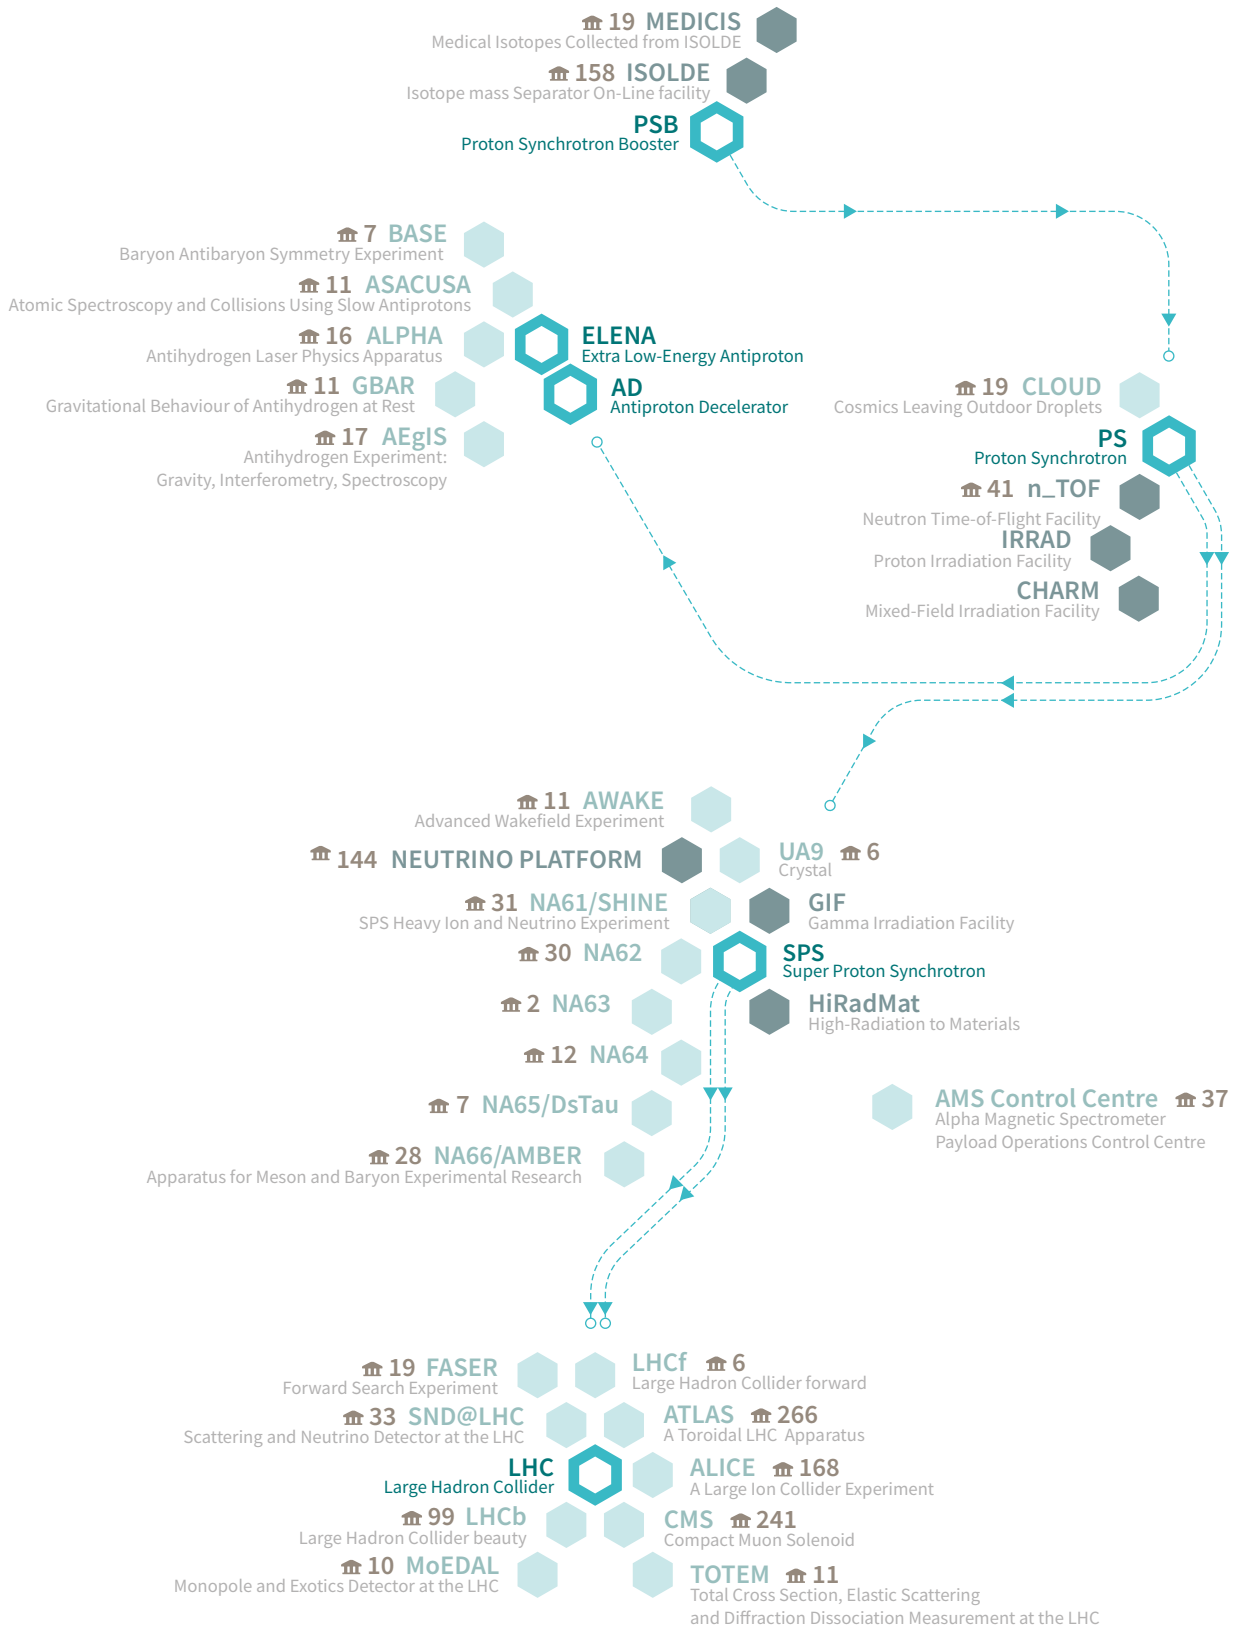 19 MEDICIS
Medical Isotopes Collected from ISOLDE
158 ISOLDE
Isotope mass Separator On-Line facility
PSB
Proton Synchrotron Booster
7 BASE
Baryon Antibaryon Symmetry Experiment
11 ASACUSA
Atomic Spectroscopy and Collisions Using Slow Antiprotons
16 ALPHA
Antihydrogen Laser Physics Apparatus
11 GBAR
Gravitational Behaviour of Antihydrogen at Rest
17 AEgIS
Antihydrogen Experiment:
Gravity, Interferometry, Spectroscopy
ELENA
Extra Low-Energy Antiproton
AD
Antiproton Decelerator
19 CLOUD
Cosmics Leaving Outdoor Droplets
PS
Proton Synchrotron
41 n_TOF
Neutron Time-of-Flight Facility
IRRAD
Proton Irradiation Facility
CHARM
Mixed-Field Irradiation Facility
11 AWAKE
Advanced Wakefield Experiment
144 NEUTRINO PLATFORM
31 NA61/SHINE
SPS Heavy Ion and Neutrino Experiment
30 NA62
2 NA63
12 NA64
7 NA65/DsTau
28 NA66/AMBER
Apparatus for Meson and Baryon Experimental Research
UA9 6
Crystal
GIF
Gamma Irradiation Facility
SPS
Super Proton Synchrotron
HiRadMat
High-Radiation to Materials
AMS Control Centre 37
Alpha Magnetic Spectrometer
Payload Operations Control Centre
19 FASER
Forward Search Experiment
33 SND@LHC
Scattering and Neutrino Detector at the LHC
LHC
Large Hadron Collider
99 LHCb
Large Hadron Collider beauty
10 MoEDAL
Monopole and Exotics Detector at the LHC
LHCf 6
Large Hadron Collider forward
ATLAS 266
A Toroidal LHC Apparatus
ALICE 168
A Large Ion Collider Experiment
CMS 241
Compact Muon Solenoid
TOTEM 11
Total Cross Section, Elastic Scattering
and Diffraction Dissociation Measurement at the LHC